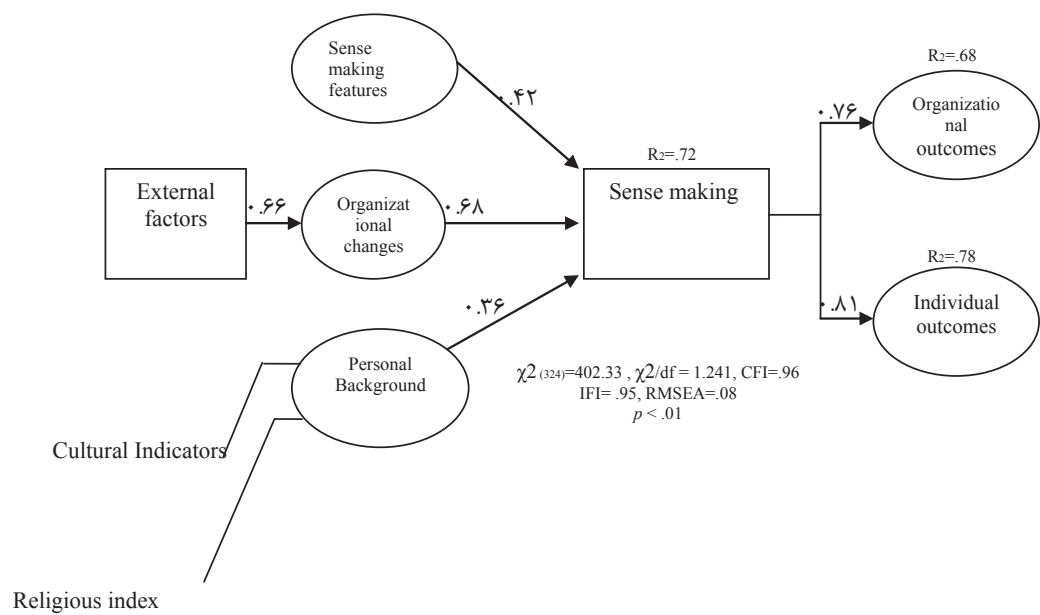 Sense
making
features
۰.۴۲
External
factors
۰.۶۶
Organizat
ional
changes
۰.۶۸
R2=.72
Sense making
R2=.68
۰.۷۶
Organizatio
nal
outcomes
R2=.78
۰.۸۱
Individual
outcomes
۰.۳۶
Personal
Background
Cultural Indicators
Religious index
χ2 (324)=402.33 , χ2/df = 1.241, CFI=.96
IFI= .95, RMSEA=.08
p < .01